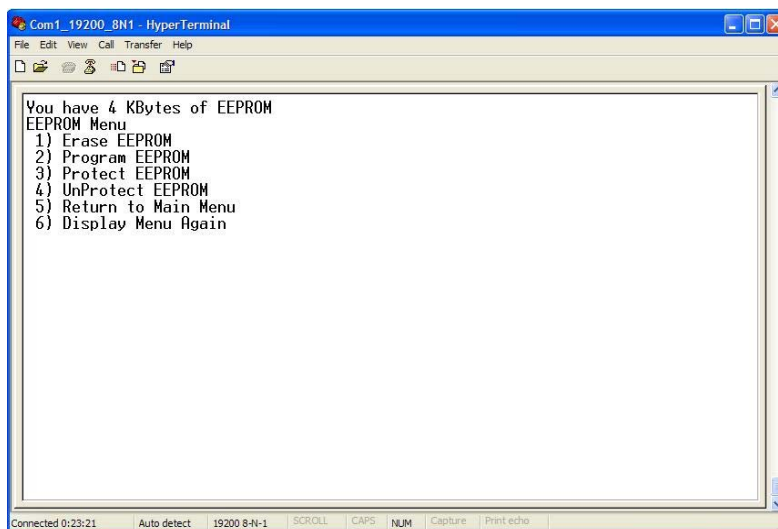 Com1_19200_8N1 - HyperTerminal
File Edit View Call Transfer Help
You have 4 KBytes of EEPROM
EEPROM Menu
1) Erase EEPROM
2) Program EEPROM
3) Protect EEPROM
4) UnProtect EEPROM
5) Return to Main Menu
6) Display Menu Again
Connected 0:23:21 Auto detect 19200 8-N-1 SCROLL CAPS NUM Capture Print echo